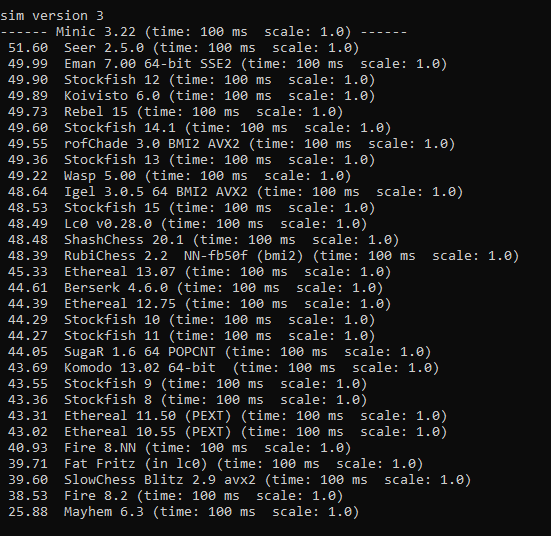 sim version 3
------ Minic 3.22 (time: 100 ms  scale: 1.0) ------
51.60  Seer 2.5.0 (time: 100 ms  scale: 1.0)
49.99  Eman 7.00 64-bit SSE2 (time: 100 ms  scale: 1.0)
49.90  Stockfish 12 (time: 100 ms  scale: 1.0)
49.89  Koivisto 6.0 (time: 100 ms  scale: 1.0)
49.73  Rebel 15 (time: 100 ms  scale: 1.0)
49.60  Stockfish 14.1 (time: 100 ms  scale: 1.0)
49.55  rofChade 3.0 BMI2 AVX2 (time: 100 ms  scale: 1.0)
49.36  Stockfish 13 (time: 100 ms  scale: 1.0)
49.22  Wasp 5.00 (time: 100 ms  scale: 1.0)
48.64  Igel 3.0.5 64 BMI2 AVX2 (time: 100 ms  scale: 1.0)
48.53  Stockfish 15 (time: 100 ms  scale: 1.0)
48.49  Lc0 v0.28.0 (time: 100 ms  scale: 1.0)
48.48  ShashChess 20.1 (time: 100 ms  scale: 1.0)
48.39  RubiChess 2.2  NN-fb50f (bmi2) (time: 100 ms  scale: 1.0)
45.33  Ethereal 13.07 (time: 100 ms  scale: 1.0)
44.61  Berserk 4.6.0 (time: 100 ms  scale: 1.0)
44.39  Ethereal 12.75 (time: 100 ms  scale: 1.0)
44.29  Stockfish 10 (time: 100 ms  scale: 1.0)
44.27  Stockfish 11 (time: 100 ms  scale: 1.0)
44.05  SugaR 1.6 64 POPCNT (time: 100 ms  scale: 1.0)
43.69  Komodo 13.02 64-bit  (time: 100 ms  scale: 1.0)
43.55  Stockfish 9 (time: 100 ms  scale: 1.0)
43.36  Stockfish 8 (time: 100 ms  scale: 1.0)
43.31  Ethereal 11.50 (PEXT) (time: 100 ms  scale: 1.0)
43.02  Ethereal 10.55 (PEXT) (time: 100 ms  scale: 1.0)
40.93  Fire 8.NN (time: 100 ms  scale: 1.0)
39.71  Fat Fritz (in lc0) (time: 100 ms  scale: 1.0)
39.60  SlowChess Blitz 2.9 avx2 (time: 100 ms  scale: 1.0)
38.53  Fire 8.2 (time: 100 ms  scale: 1.0)
25.88  Mayhem 6.3 (time: 100 ms  scale: 1.0)